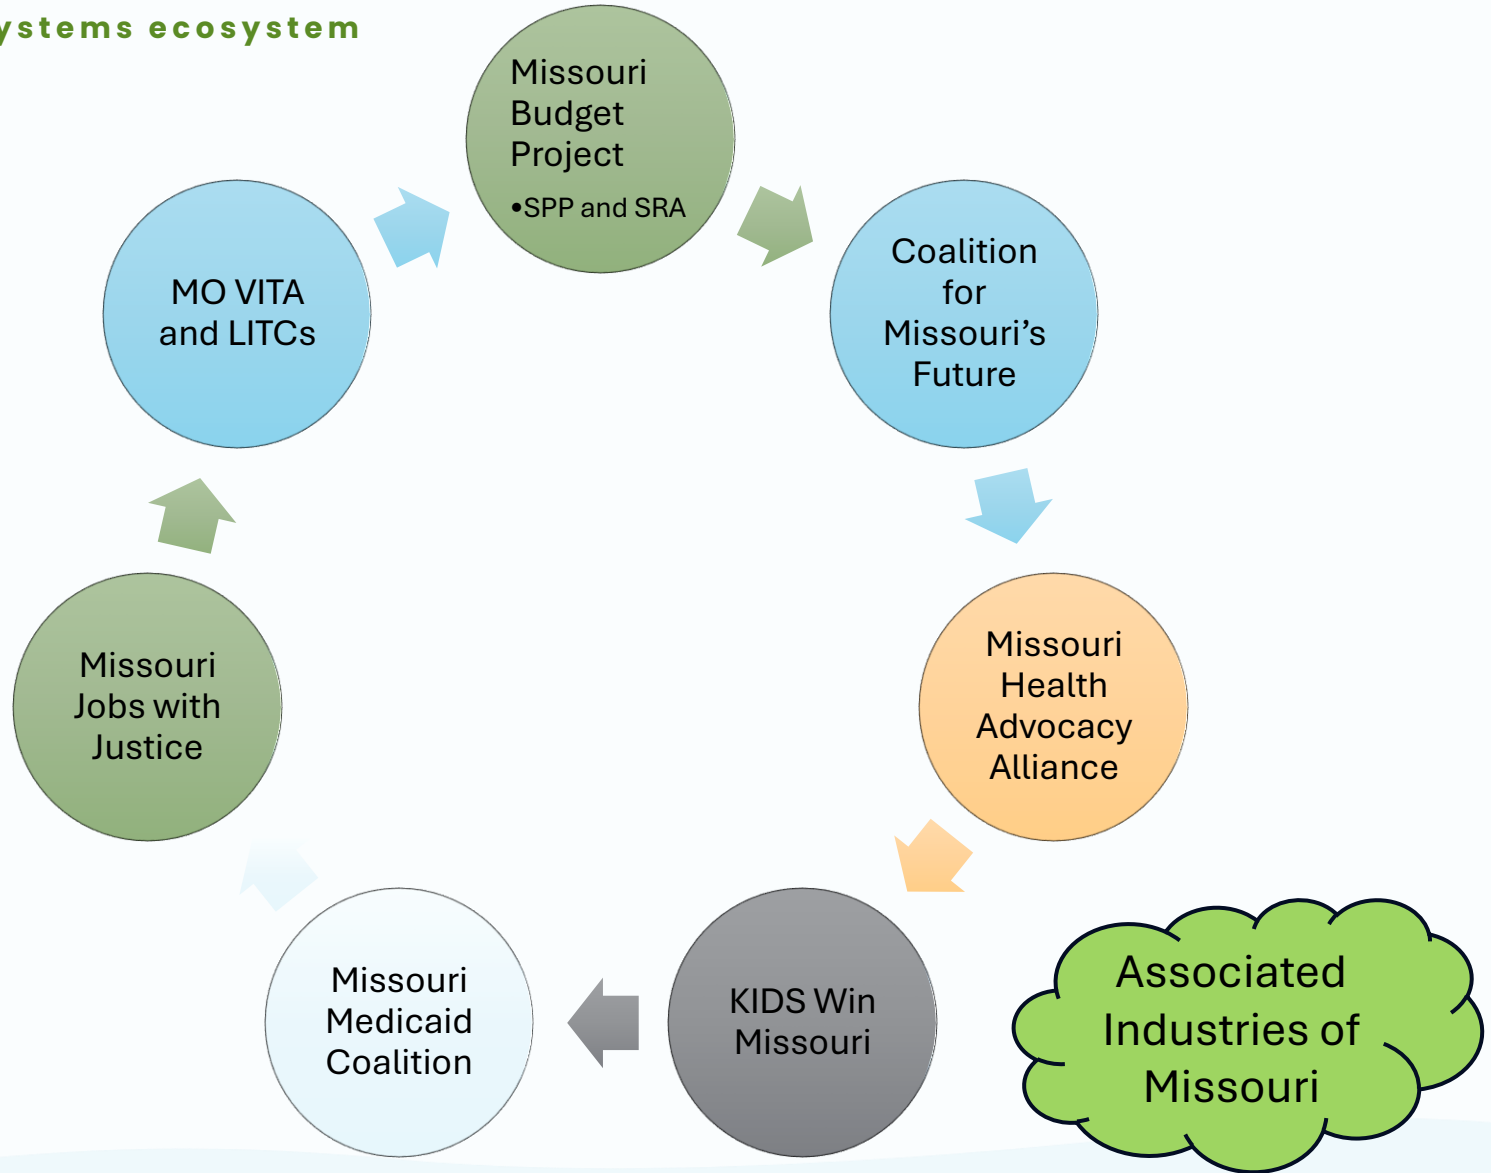 ystems ecosystem
Missouri
Budget
Project
•SPP and SRA
Coalition
for
Missouri’s
Future
Missouri
Health
Advocacy
Alliance
KIDS Win
Missouri
Missouri
Medicaid
Coalition
Missouri
Jobs with
Justice
MO VITA
and LITCs
Associated
Industries of
Missouri